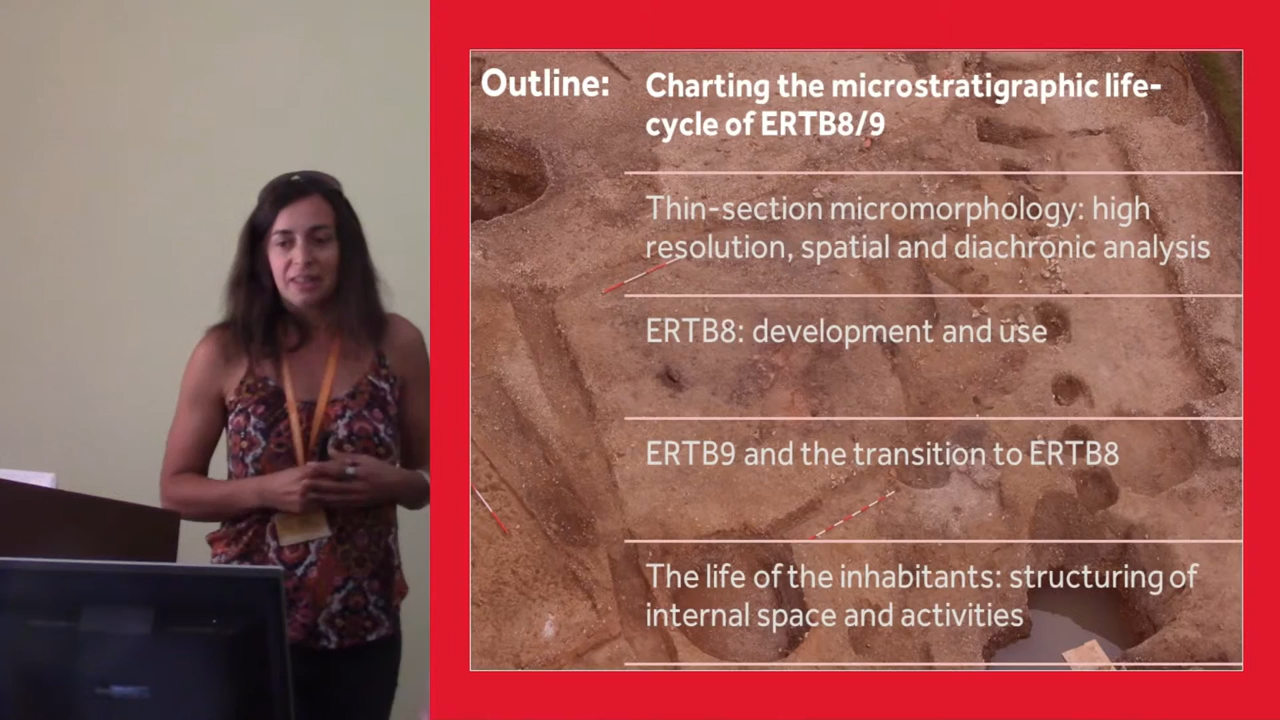 Outline:
Charting the microstratigraphic life-
cycle of ERTB8/9
Thin-section micromorphology: high
resolution, spatial and diachronic analysis
ERTB8: development and use
ERTB9 and the transition to ERTB8
The life of the inhabitants: structuring of
internal space and activities